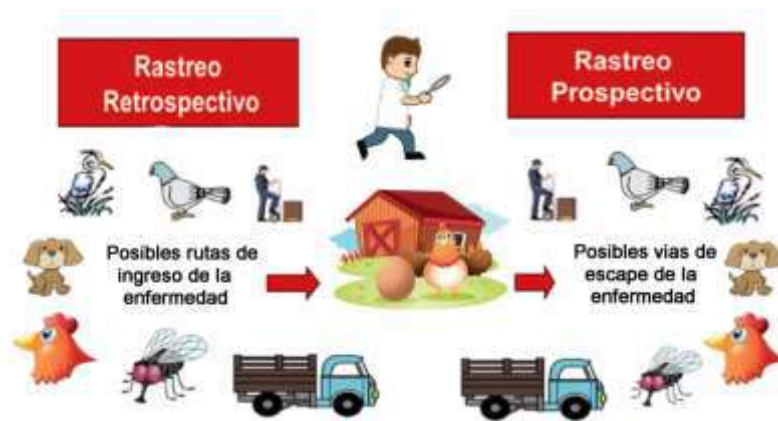 Rastreo
Retrospectivo
Rastreo
Prospectivo
Posibles rutas de
ingreso de la
enfermedad
Posibles vias de
escape de la
enfermedad